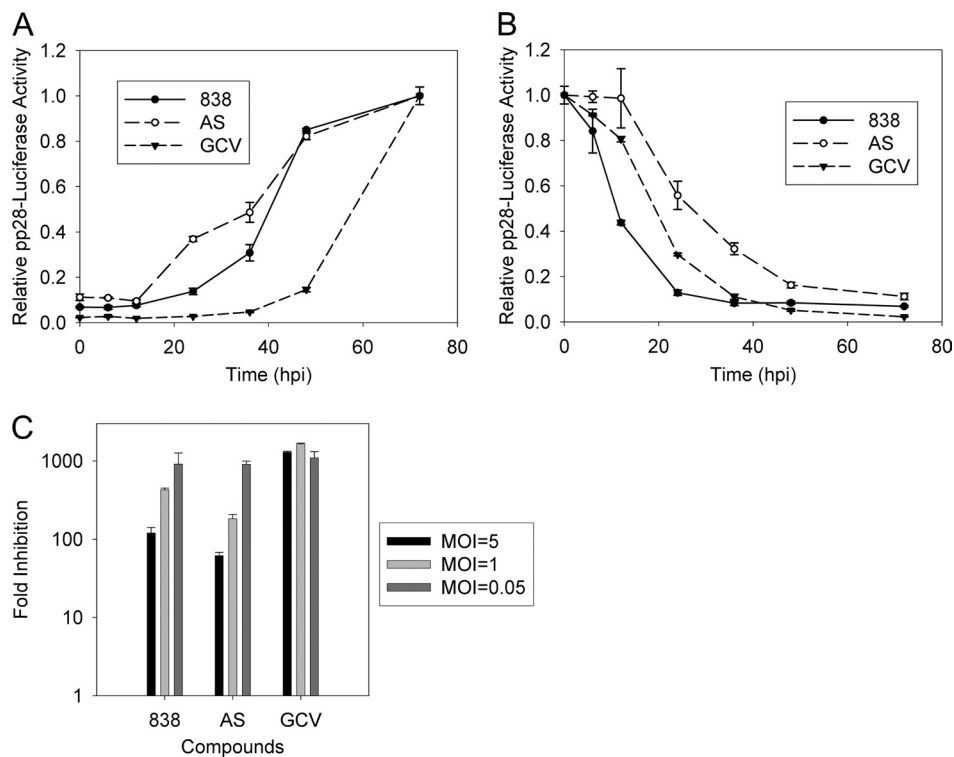 A
Relative pp28-Luciferase Activity
1.2
1.0
0.8
0.6
0.4
0.2
0.0
838
AS
GCV
0 20 40 60 80
Time (hpi)
B
Relative pp28-Luciferase Activity
1.2
1.0
0.8
0.6
0.4
0.2
0.0
838
AS
GCV
0 20 40 60 80
Time (hpi)
C
Fold Inhibition
1000
100
10
1
838 AS GCV
Compounds
MOI=5
MOI=1
MOI=0.05